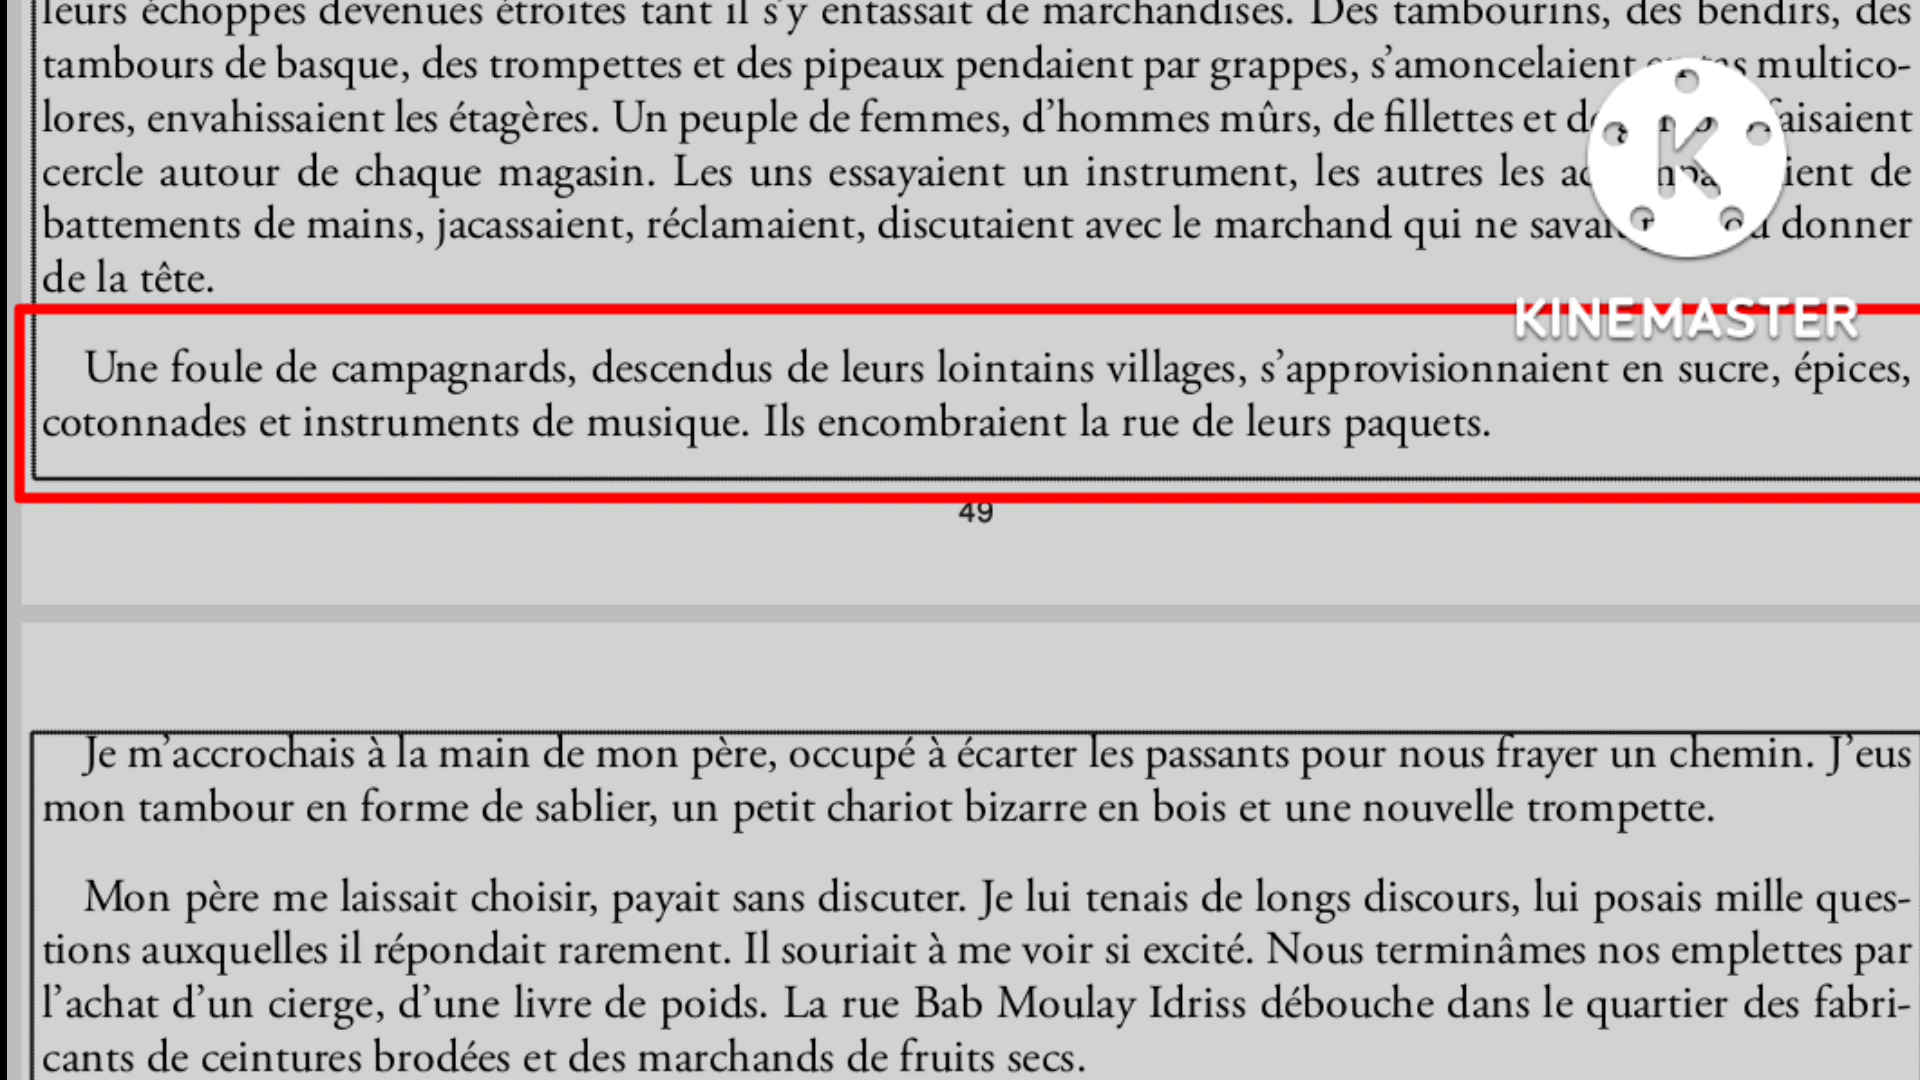 leurs échoppes devenues étroites tant il s'y entassait de marchandises. Des tambourins, des bendirs, des
tambours de basque, des trompettes et des pipeaux pendaient par grappes, s'amoncelaient multico-
lores, envahissaient les étagères. Un peuple de femmes, d'hommes mûrs, de fillettes et faisaient
cercle autour de chaque magasin. Les uns essayaient un instrument, les autres les de
battements de mains, jacassaient, réclamaient, discutaient avec le marchand qui ne donner
de la tête.
KINEMASTER
Une foule de campagnards, descendus de leurs lointains villages, s'approvisionnaient en sucre, épices,
cotonnades et instruments de musique. Ils encombraient la rue de leurs paquets.
49
Je m'accrochais à la main de mon père, occupé à écarter les passants pour nous frayer un chemin. J'eus
mon tambour en forme de sablier, un petit chariot bizarre en bois et une nouvelle trompette.
Mon père me laissait choisir, payait sans discuter. Je lui tenais de longs discours, lui posais mille ques-
tions auxquelles il répondait rarement. Il souriait à me voir si excité. Nous terminâmes nos emplettes par
l'achat d'un cierge, d'une livre de poids. La rue Bab Moulay Idriss débouche dans le quartier des fabri-
cants de ceintures brodées et des marchands de fruits secs.